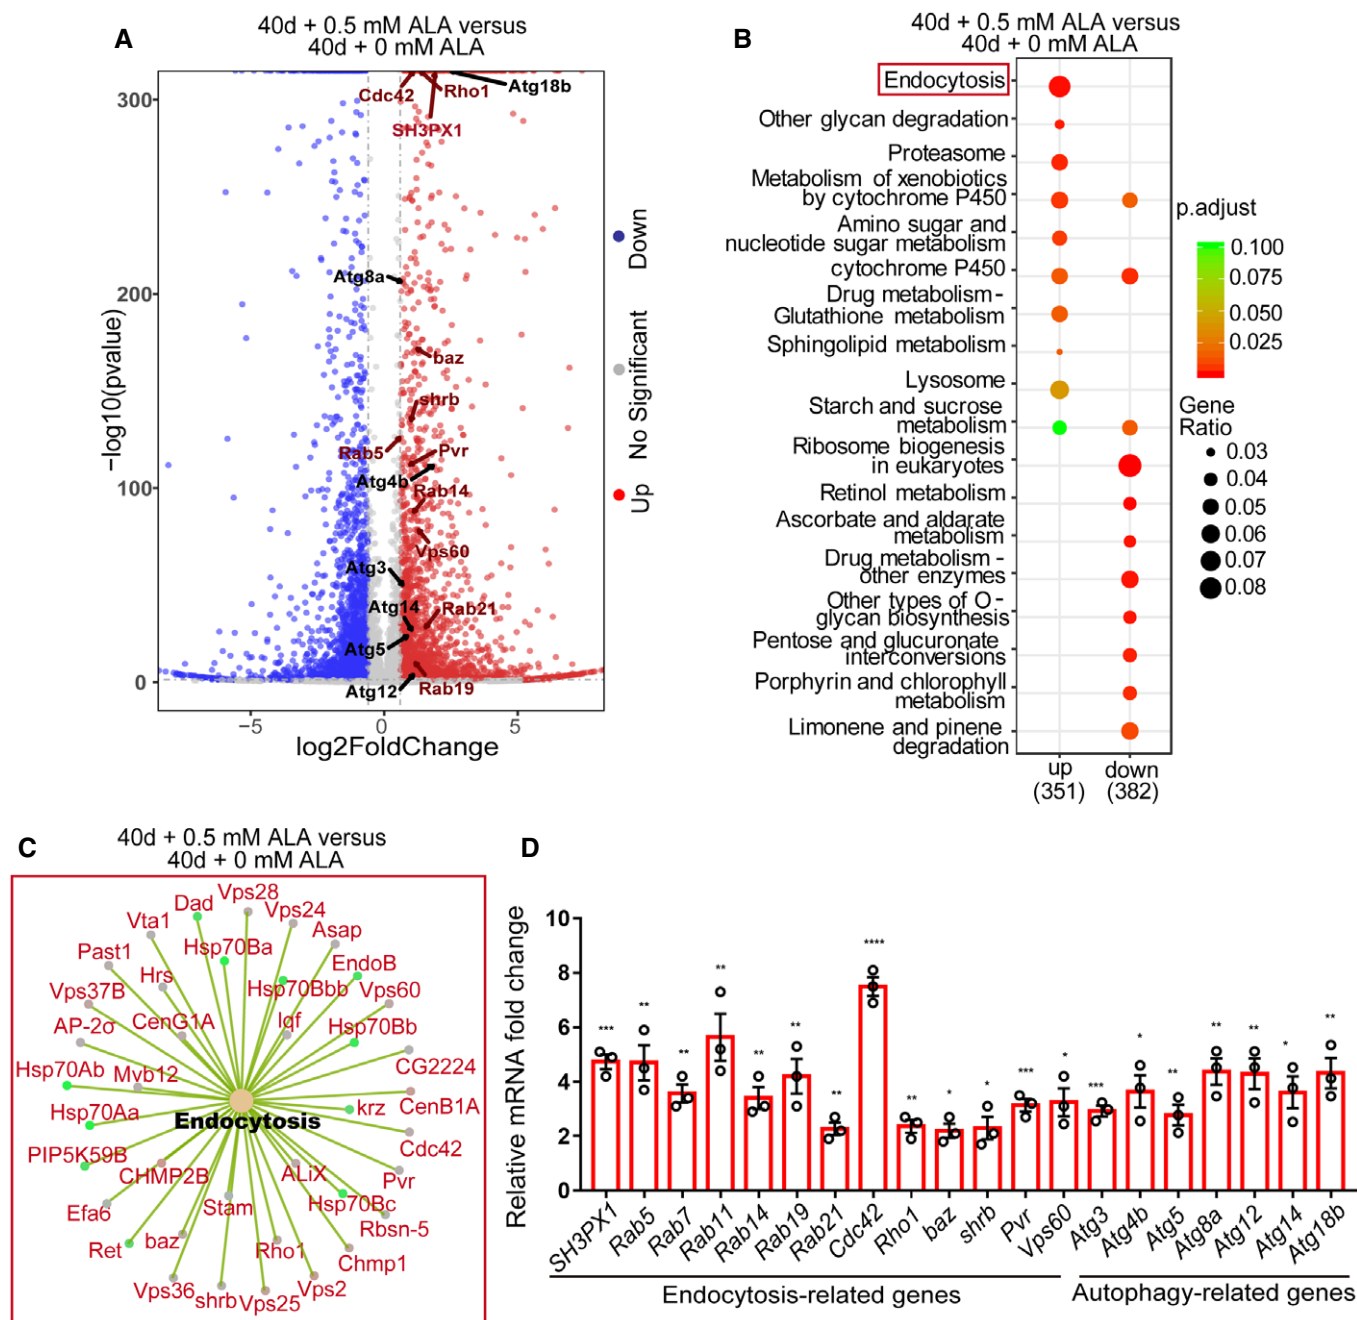 A
40d + 0.5 mM ALA versus
40d + 0 mM ALA
300
200
100
0
−5
0
5
−log10(pvalue)
log2FoldChange
Cdc42
Rho1
Atg18b
SH3PX1
Atg8a
baz
shrb
Rab5
Pvr
Atg4b
Rab14
Vps60
Atg3
Atg14
Rab21
Atg5
Atg12
Rab19
Down
No Significant
Up
B
40d + 0.5 mM ALA versus
40d + 0 mM ALA
Endocytosis
Other glycan degradation
Proteasome
Metabolism of xenobiotics
by cytochrome P450
Amino sugar and
nucleotide sugar metabolism
cytochrome P450
Drug metabolism -
Glutathione metabolism
Sphingolipid metabolism
Lysosome
Starch and sucrose
metabolism
Ribosome biogenesis
in eukaryotes
Retinol metabolism
Ascorbate and aldarate
metabolism
Drug metabolism -
other enzymes
Other types of O -
glycan biosynthesis
Pentose and glucuronate
interconversions
Porphyrin and chlorophyll
metabolism
Limonene and pinene
degradation
up
(351)
down
(382)
p.adjust
0.100
0.075
0.050
0.025
Gene
Ratio
0.03
0.04
0.05
0.06
0.07
0.08
C
40d + 0.5 mM ALA versus
40d + 0 mM ALA
Vps28
Dad
Vps24
Vta1
Asap
Hsp70Ba
Past1
EndoB
Hrs
Hsp70Bbb
Vps37B
Vps60
AP-2σ
CenG1A
lqf
Hsp70Bb
CG2224
Hsp70Ab
Mvb12
Hsp70Aa
krz
CenB1A
Endocytosis
Cdc42
PIP5K59B
CHMP2B
ALiX
Pvr
Efa6
Stam
Hsp70Bc
Rbsn-5
Ret
baz
Rho1
Chmp1
Vps36
shrb
Vps25
Vps2
D
Relative mRNA fold change
10
8
6
4
2
0
***
**
**
**
**
**
**
****
**
*
*
***
*
***
*
**
**
**
*
**
SH3PX1
Rab5
Rab7
Rab11
Rab14
Rab19
Rab21
Cdc42
Rho1
baz
shrb
Pvr
Vps60
Atg3
Atg4b
Atg5
Atg8a
Atg12
Atg14
Atg18b
Endocytosis-related genes
Autophagy-related genes